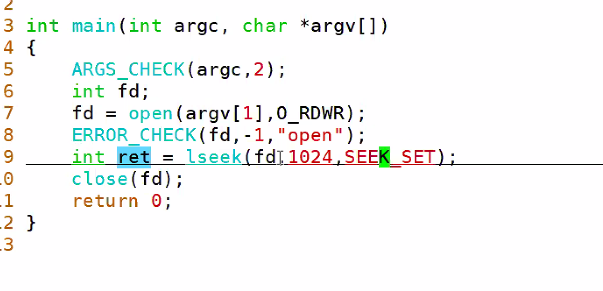 2
3 int main(int argc, char *argv[])
4 {
5     ARGS_CHECK(argc,2);
6     int fd;
7     fd = open(argv[1],O_RDWR);
8     ERROR_CHECK(fd,-1,"open");
9     int ret = lseek(fd,1024,SEEK_SET);
10     close(fd);
11     return 0;
12 }
13